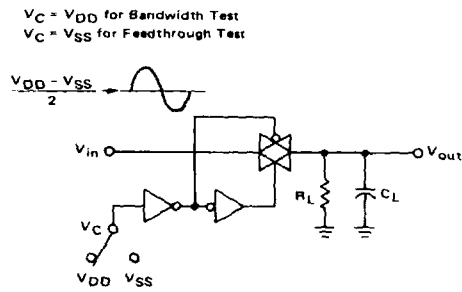 VC = VDD for Bandwidth Test
VC = VSS for Feedthrough Test
VDD - VSS
2
Vin
Vout
RL
CL
VC
VDD
VSS